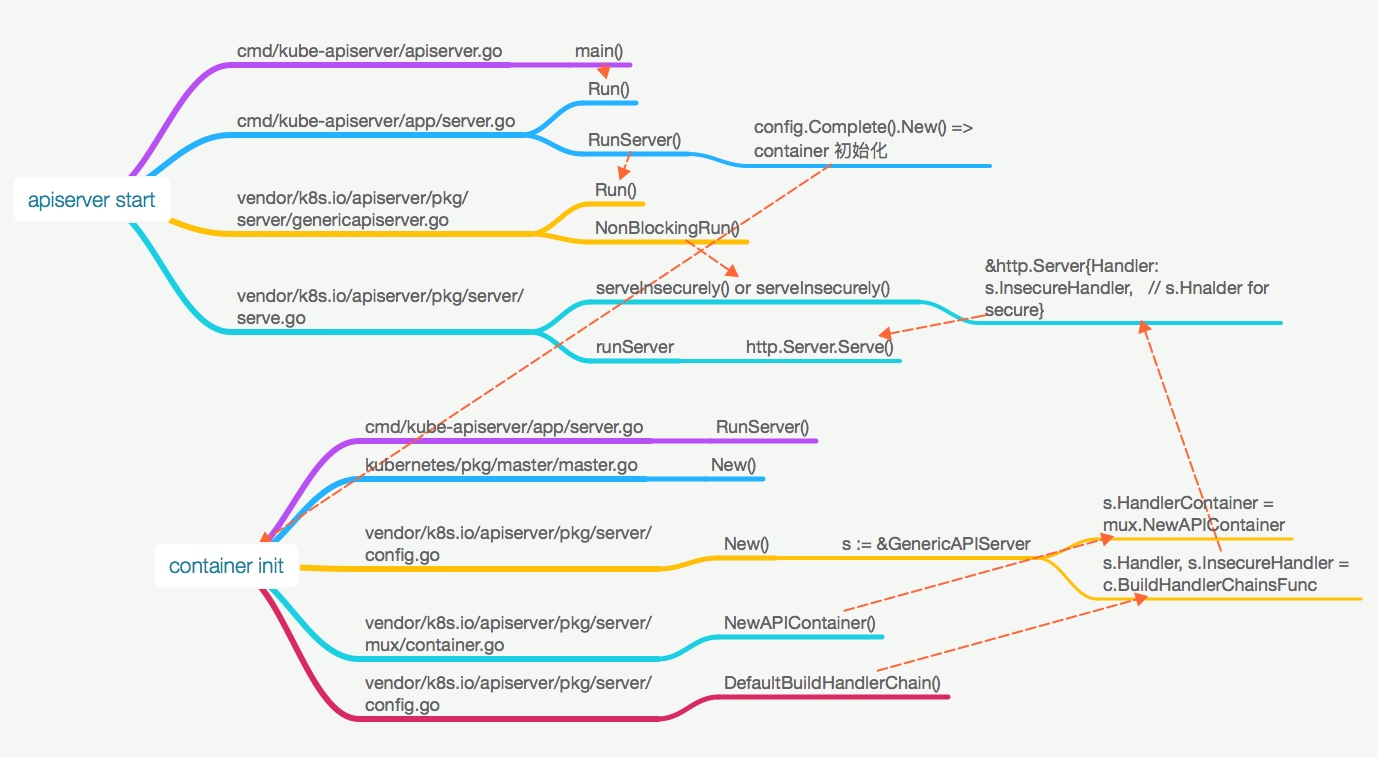 cmd/kube-apiserver/apiserver.go
main()
Run()
cmd/kube-apiserver/app/server.go
RunServer()
config.Complete().New() =>
container 初始化
apiserver start
vendor/k8s.io/apiserver/pkg/
server/genericapiserver.go
Run()
NonBlockingRun()
vendor/k8s.io/apiserver/pkg/server/
serve.go
serveInsecurely() or serveInsecurely()
&http.Server{Handler:
s.InsecureHandler,   // s.Hnalder for
secure}
runServer
http.Server.Serve()
cmd/kube-apiserver/app/server.go
RunServer()
kubernetes/pkg/master/master.go
New()
container init
vendor/k8s.io/apiserver/pkg/server/
config.go
New()
s := &GenericAPIServer
s.HandlerContainer =
mux.NewAPIContainer
s.Handler, s.InsecureHandler =
c.BuildHandlerChainsFunc
vendor/k8s.io/apiserver/pkg/server/
mux/container.go
NewAPIContainer()
vendor/k8s.io/apiserver/pkg/server/
config.go
DefaultBuildHandlerChain()